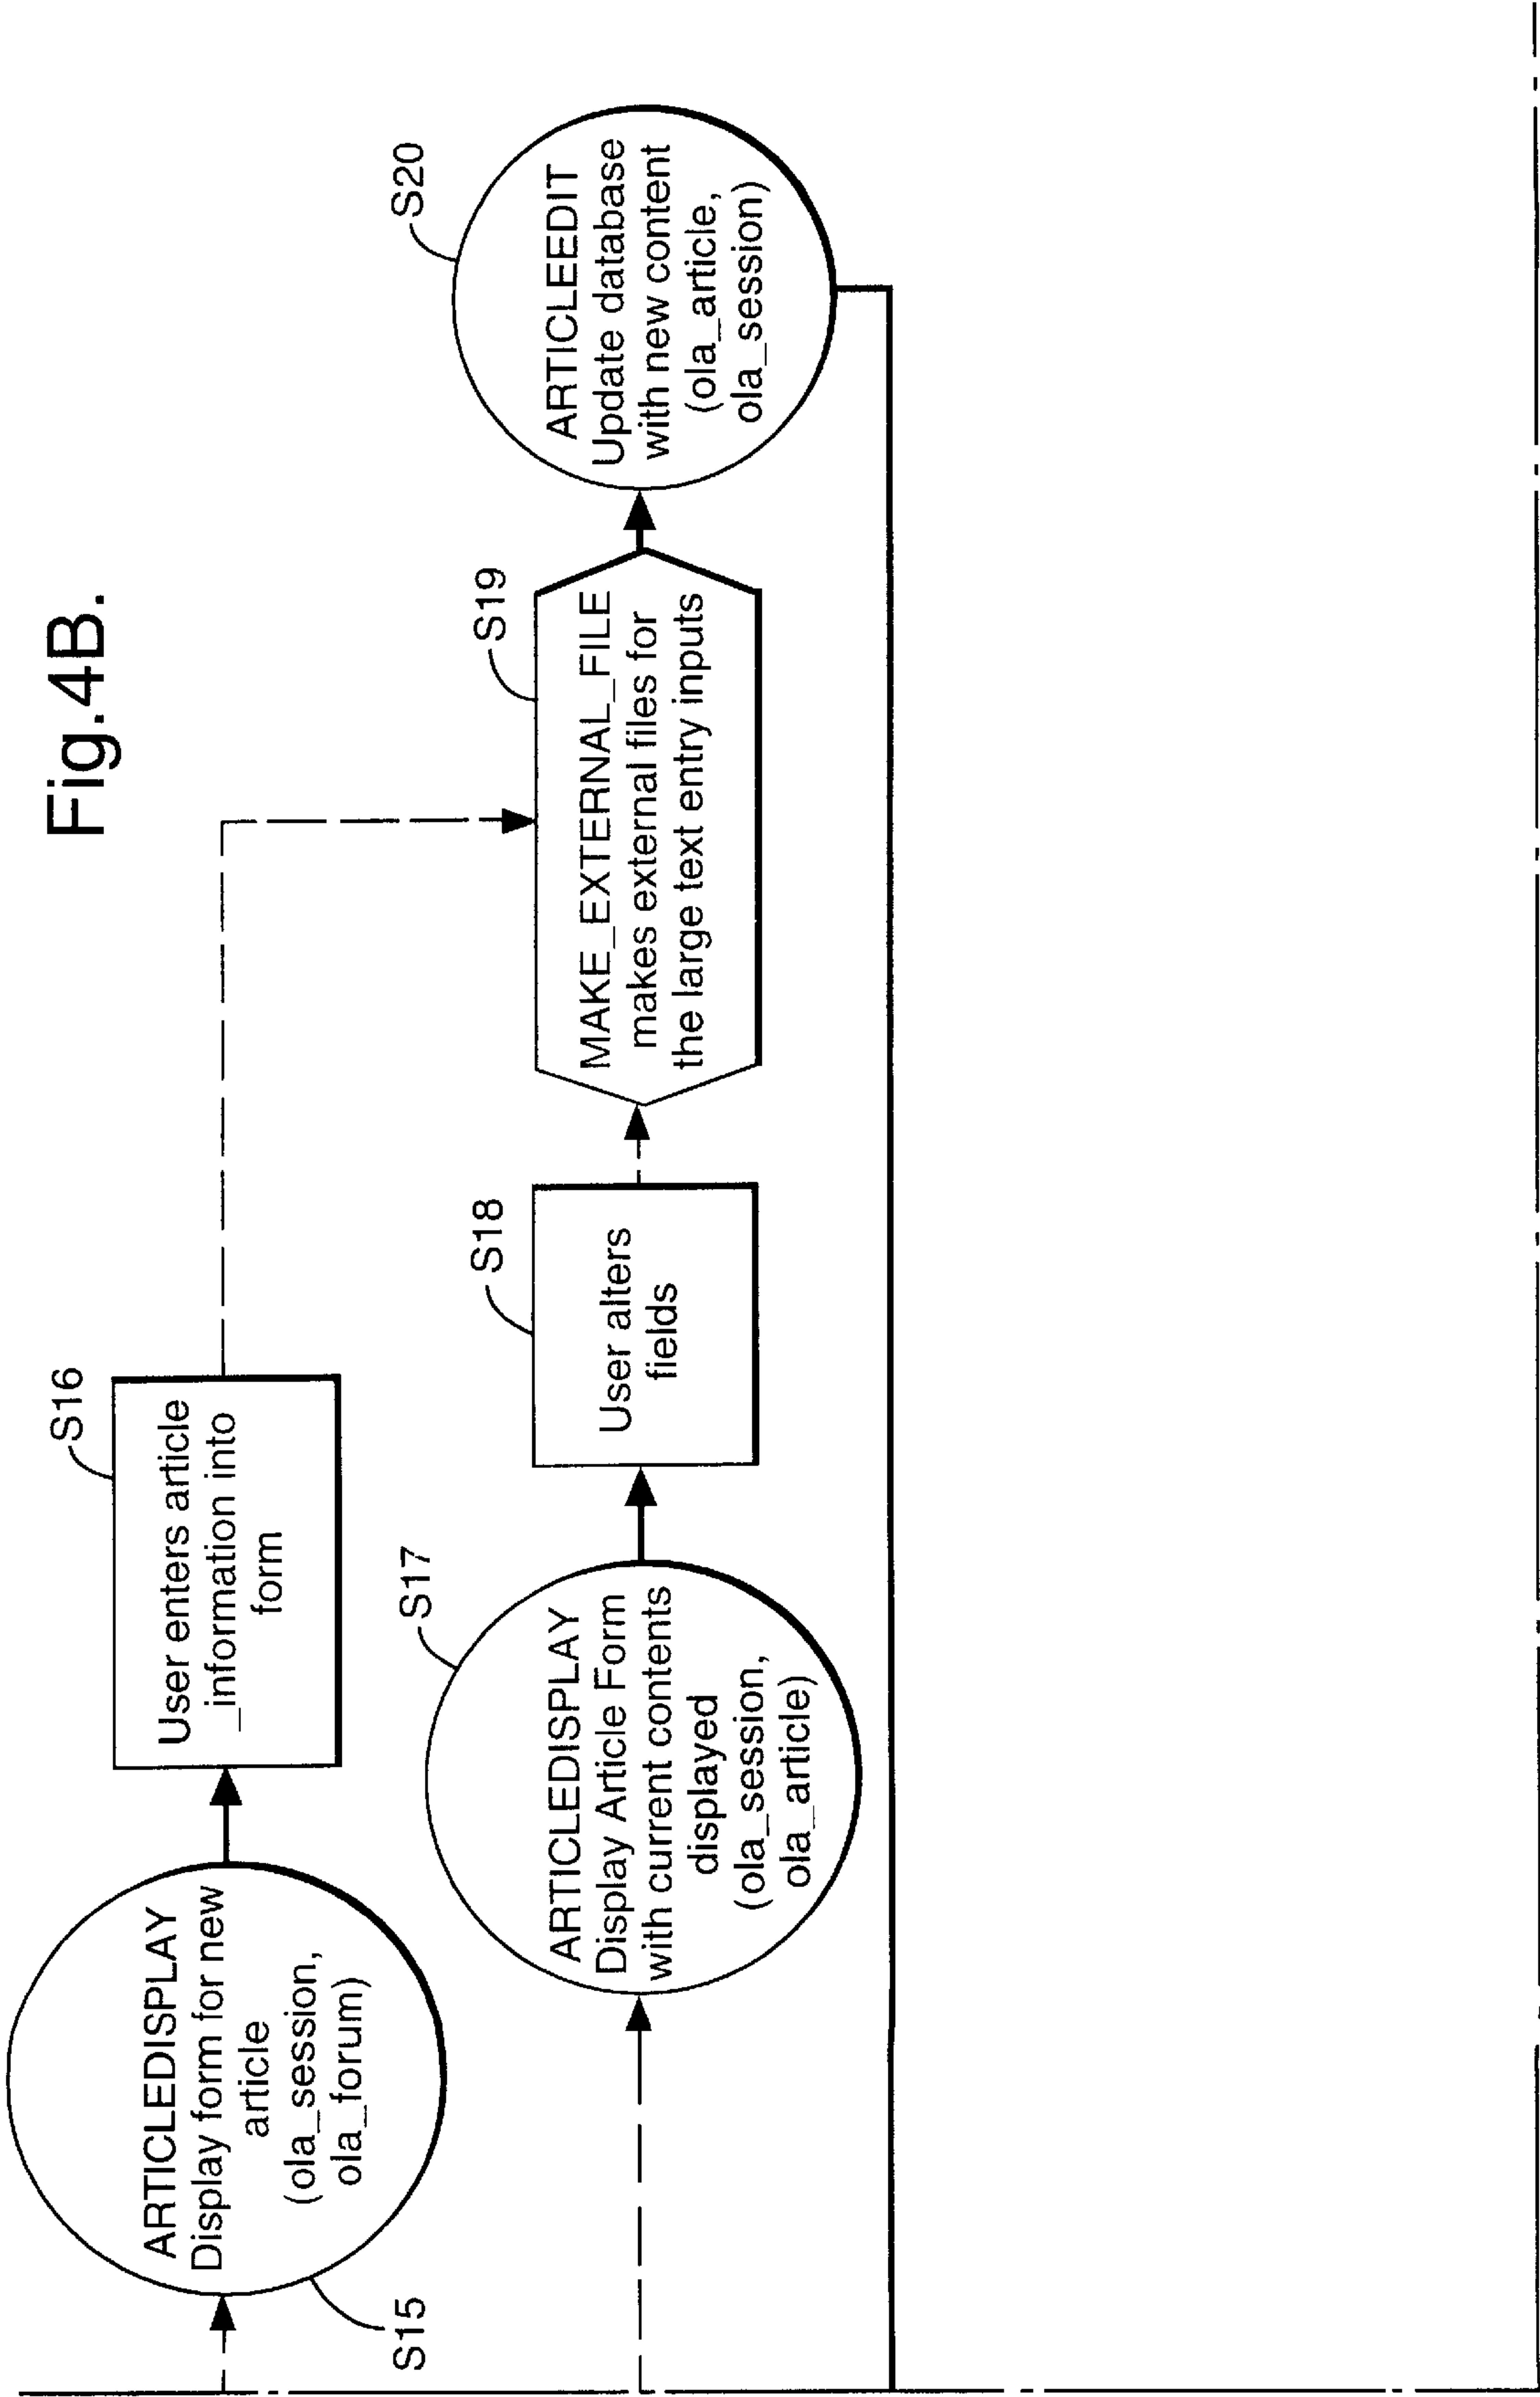 Fig.4B.
S15
ARTICLEDISPLAY
Display form for new
article
(ola_session,
ola_forum)
S16
User enters article
_information into
form
S17
ARTICLEDISPLAY
Display Article Form
with current contents
displayed
(ola_session,
ola_article)
S18
User alters
fields
S19
MAKE_EXTERNAL_FILE
makes external files for
the large text entry inputs
S20
ARTICLEEDIT
Update database
with new content
(ola_article,
ola_session)